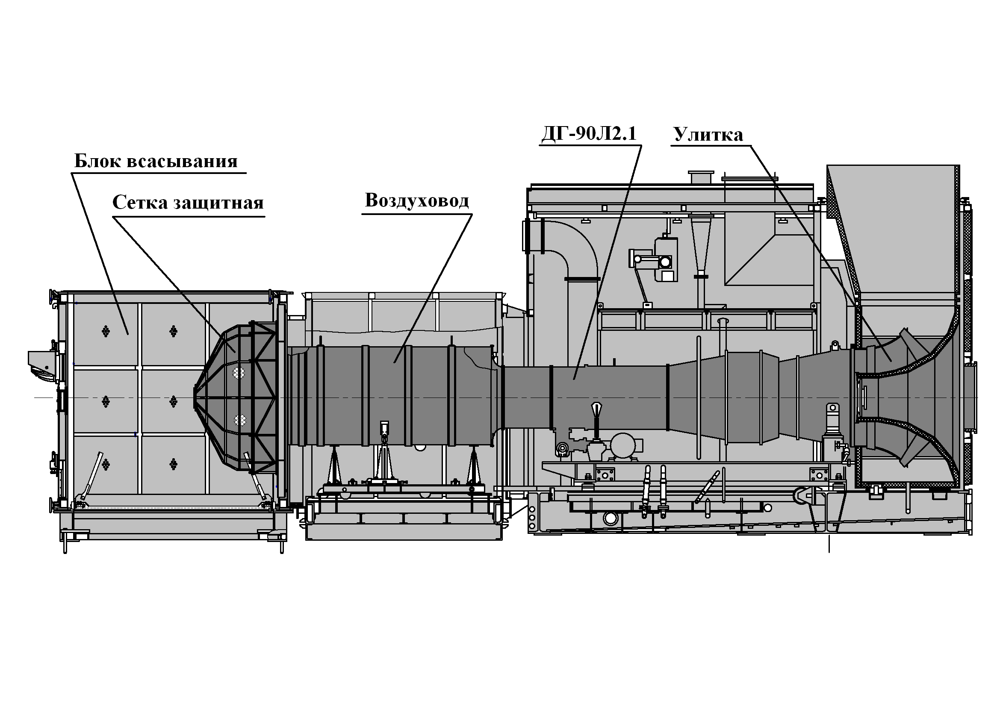 ДГ-90Л2.1
Улитка
Блок всасывания
Сетка защитная
Воздуховод